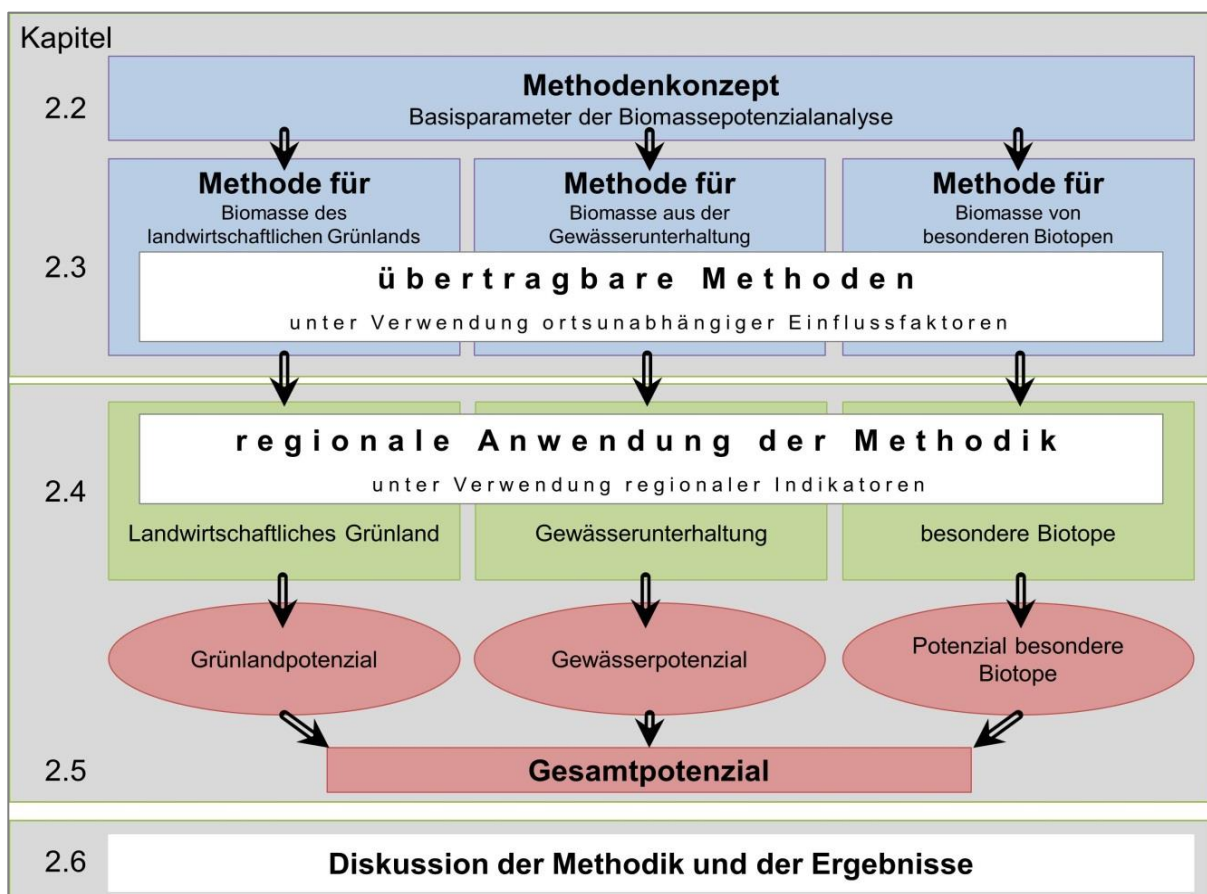 Kapitel
2.2
Methodenkonzept
Basisparameter der Biomassepotenzialanalyse
2.3
Methode für
Biomasse des
landwirtschaftlichen Grünlands
Methode für
Biomasse aus der
Gewässerunterhaltung
Methode für
Biomasse von
besonderen Biotopen
übertragbare Methoden
unter Verwendung ortsunabhängiger Einflussfaktoren
2.4
regionale Anwendung der Methodik
unter Verwendung regionaler Indikatoren
Landwirtschaftliches Grünland
Gewässerunterhaltung
besondere Biotope
Grünlandpotenzial
Gewässerpotenzial
Potenzial besondere
Biotope
2.5
Gesamtpotenzial
2.6
Diskussion der Methodik und der Ergebnisse